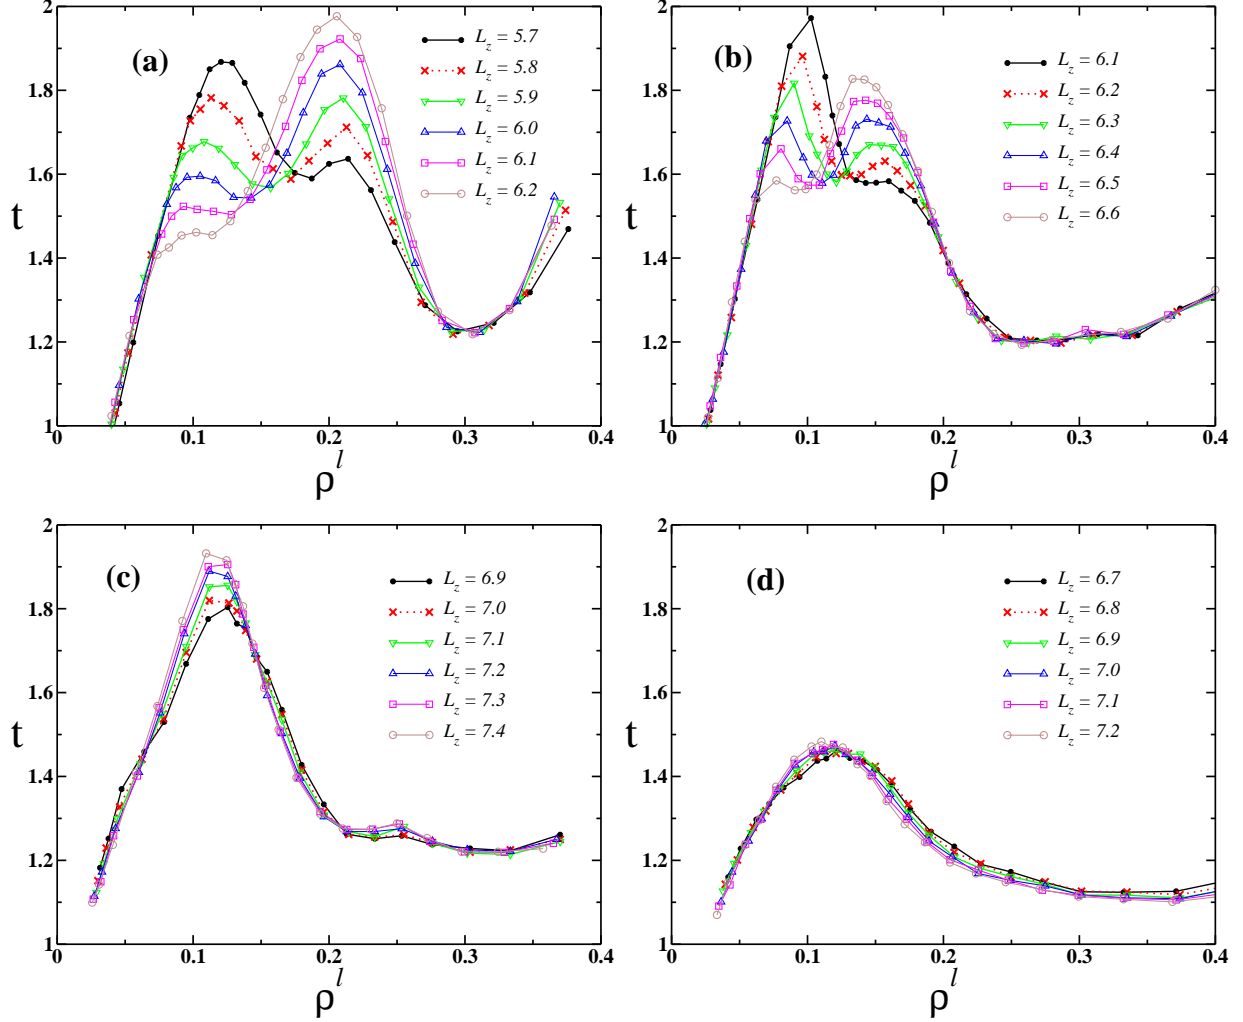 (a)
L_z = 5.7
L_z = 5.8
L_z = 5.9
L_z = 6.0
L_z = 6.1
L_z = 6.2
2
1.8
1.6
1.4
1.2
1
t
0 0.1 0.2 0.3 0.4
ρ^l
(b)
L_z = 6.1
L_z = 6.2
L_z = 6.3
L_z = 6.4
L_z = 6.5
L_z = 6.6
2
1.8
1.6
1.4
1.2
1
t
0 0.1 0.2 0.3 0.4
ρ^l
(c)
L_z = 6.9
L_z = 7.0
L_z = 7.1
L_z = 7.2
L_z = 7.3
L_z = 7.4
2
1.8
1.6
1.4
1.2
1
t
0 0.1 0.2 0.3 0.4
ρ^l
(d)
L_z = 6.7
L_z = 6.8
L_z = 6.9
L_z = 7.0
L_z = 7.1
L_z = 7.2
2
1.8
1.6
1.4
1.2
1
t
0 0.1 0.2 0.3 0.4
ρ^l